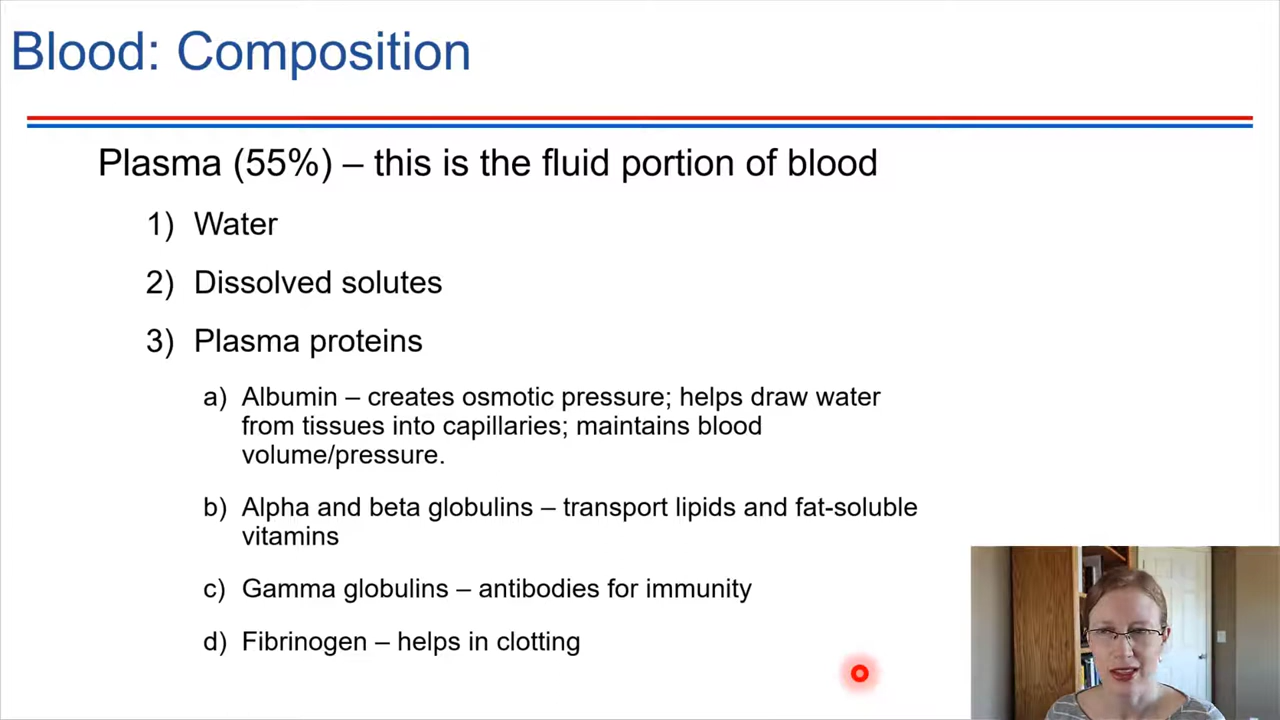 Blood: Composition
Plasma (55%) – this is the fluid portion of blood
1) Water
2) Dissolved solutes
3) Plasma proteins
a) Albumin – creates osmotic pressure; helps draw water
from tissues into capillaries; maintains blood
volume/pressure.
b) Alpha and beta globulins – transport lipids and fat-soluble
vitamins
c) Gamma globulins – antibodies for immunity
d) Fibrinogen – helps in clotting